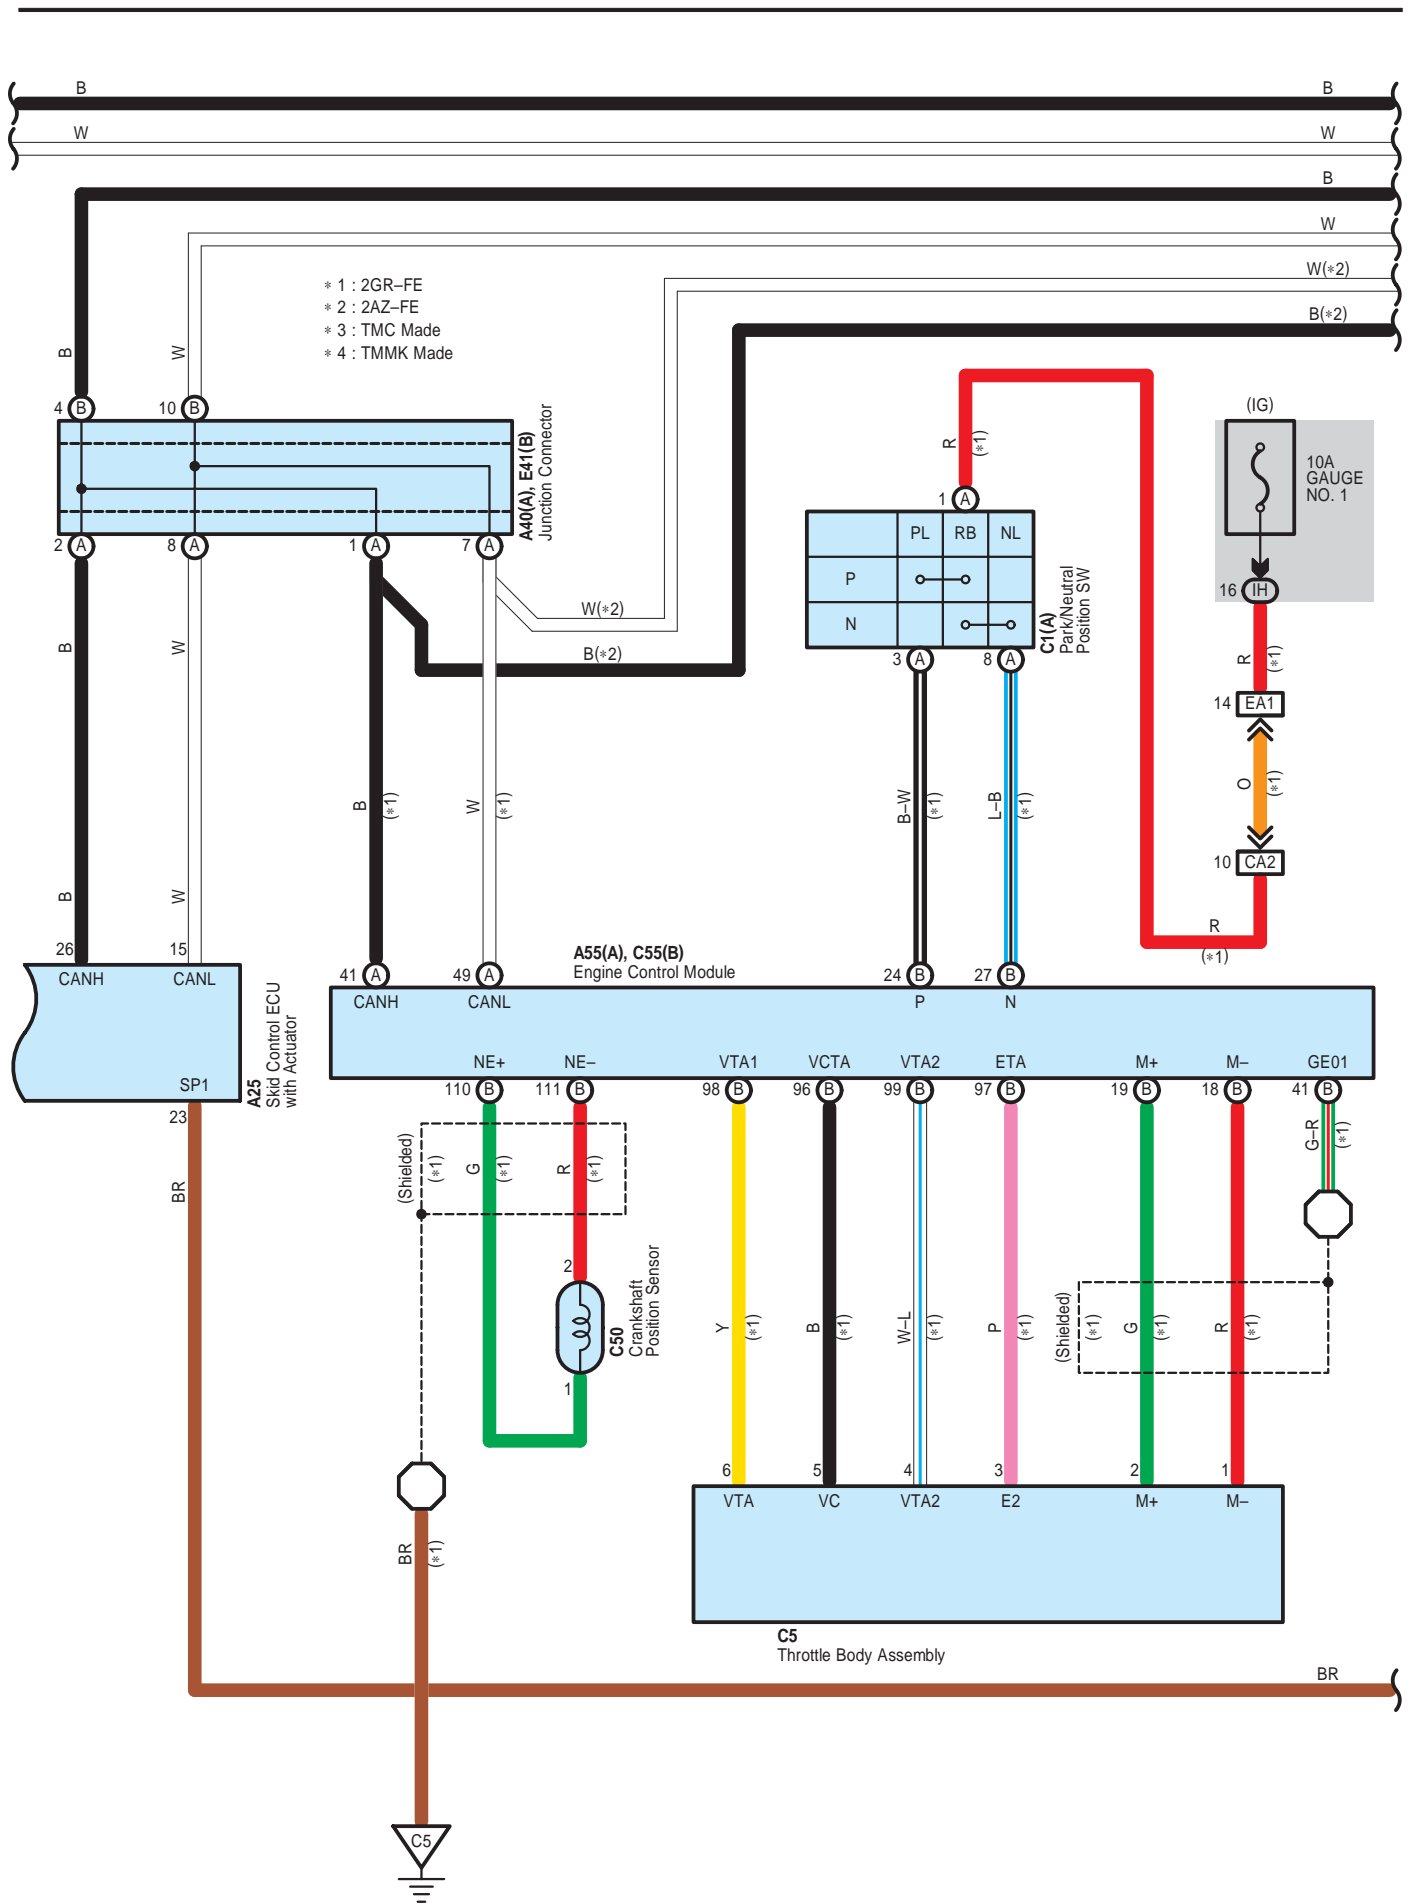 B B
W W
B
W
W(∗2)
B(∗2)
∗ 1 : 2GR–FE
∗ 2 : 2AZ–FE
∗ 3 : TMC Made
∗ 4 : TMMK Made
B W
4 B 10 B
A40(A), E41(B)
Junction Connector
2 A 8 A 1 A 7 A
W(∗2)
B(∗2)
R (∗1)
1 A
PL RB NL
P
N
C1(A)
Park/Neutral
Position SW
3 A 8 A
(IG)
10A
GAUGE
NO. 1
16 IH
R (∗1)
14 EA1
O (∗1)
10 CA2
R
(∗1)
B W
B (∗1) W (∗1) B–W (∗1) L–B (∗1)
B W
26 15
CANH CANL
SP1
A25
Skid Control ECU
with Actuator
23
BR
A55(A), C55(B)
Engine Control Module
41 A 49 A 24 B 27 B
CANH CANL P N
NE+ NE– VTA1 VCTA VTA2 ETA M+ M– GE01
110 B 111 B 98 B 96 B 99 B 97 B 19 B 18 B 41 B
(Shielded) (∗1) G (∗1) R (∗1)
G–R (∗1)
2
C50
Crankshaft
Position Sensor
1
Y (∗1) B (∗1) W–L (∗1) P (∗1) (Shielded) (∗1) G (∗1) R (∗1)
6 5 4 3 2 1
VTA VC VTA2 E2 M+ M–
C5
Throttle Body Assembly
BR (∗1)
BR
C5